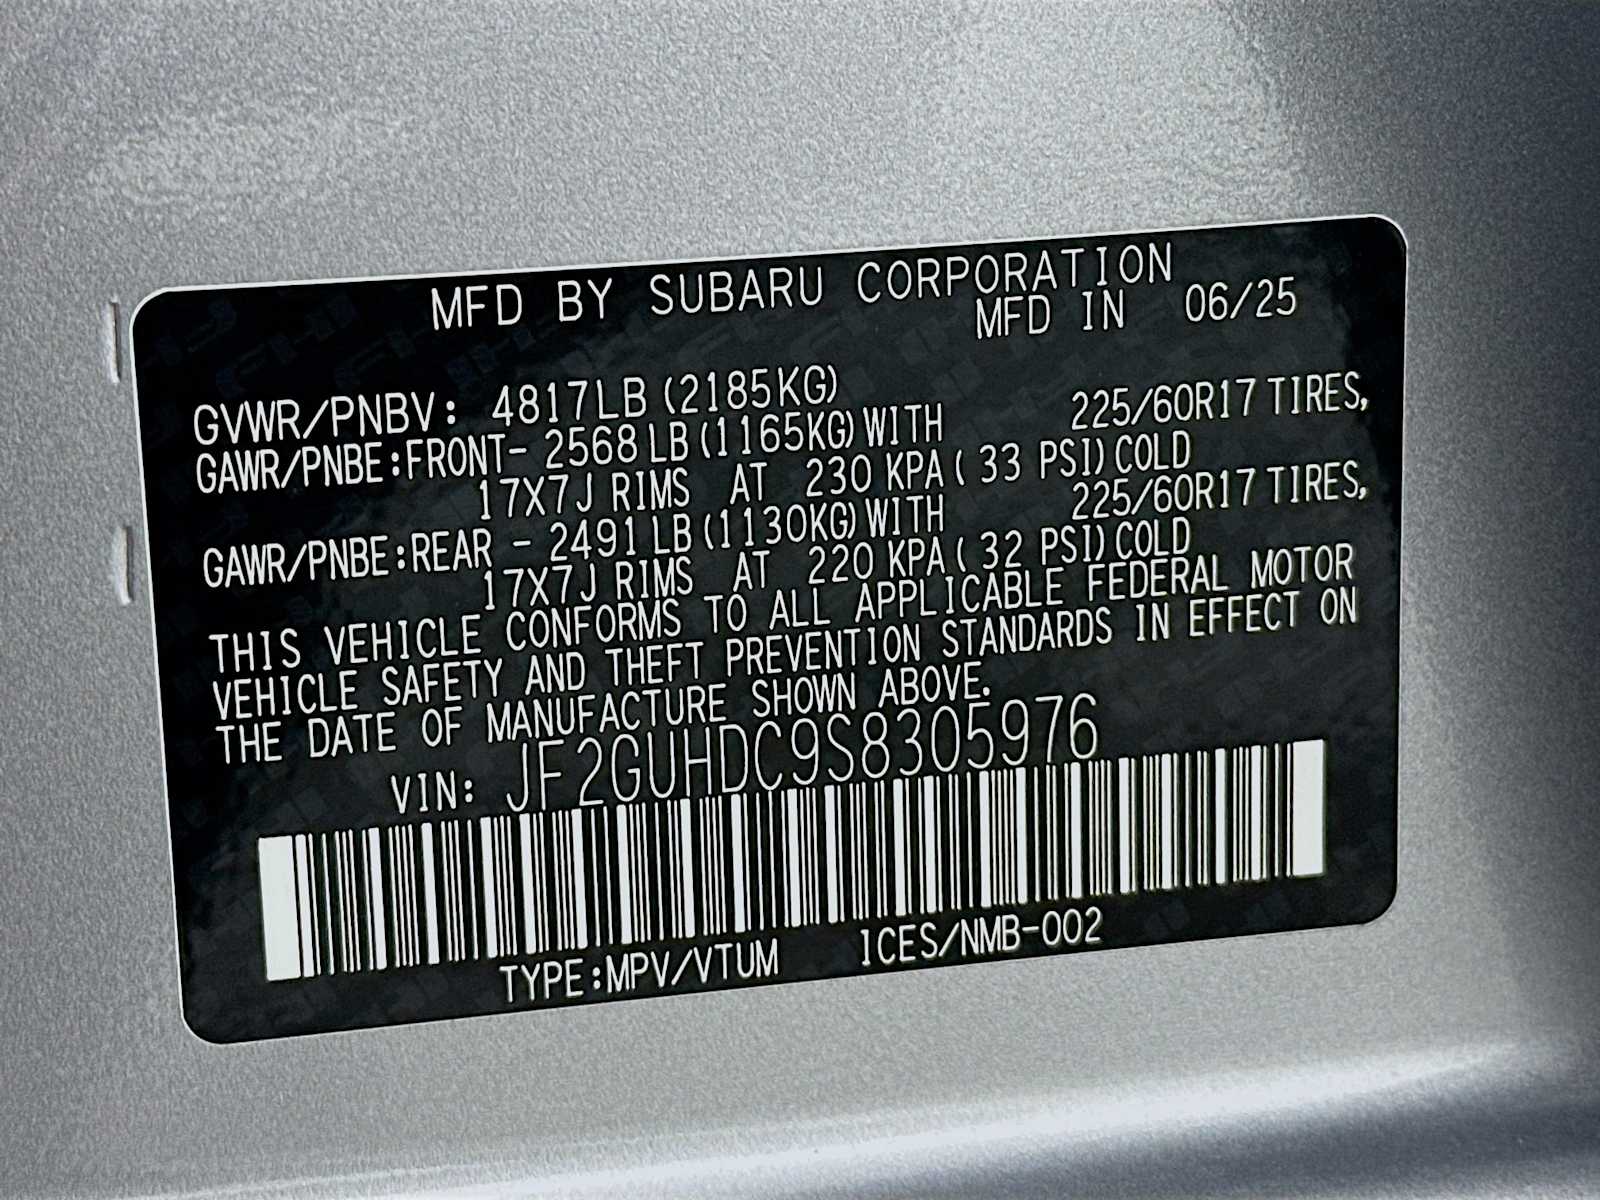 MFD BY SUBARU CORPORATION
MFD IN 06/25
GVWR/PNBV: 4817LB (2185KG)
GAWR/PNBE:FRONT- 2568 LB (1165KG) WITH 225/60R17 TIRES,
17X7J RIMS AT 230 KPA ( 33 PSI) COLD
GAWR/PNBE:REAR - 2491 LB (1130KG) WITH 225/60R17 TIRES,
17X7J RIMS AT 220 KPA ( 32 PSI) COLD
THIS VEHICLE CONFORMS TO ALL APPLICABLE FEDERAL MOTOR
VEHICLE SAFETY AND THEFT PREVENTION STANDARDS IN EFFECT ON
THE DATE OF MANUFACTURE SHOWN ABOVE.
VIN: JF2GUHDC9S8305976
TYPE:MPV/VTUM ICES/NMB-002